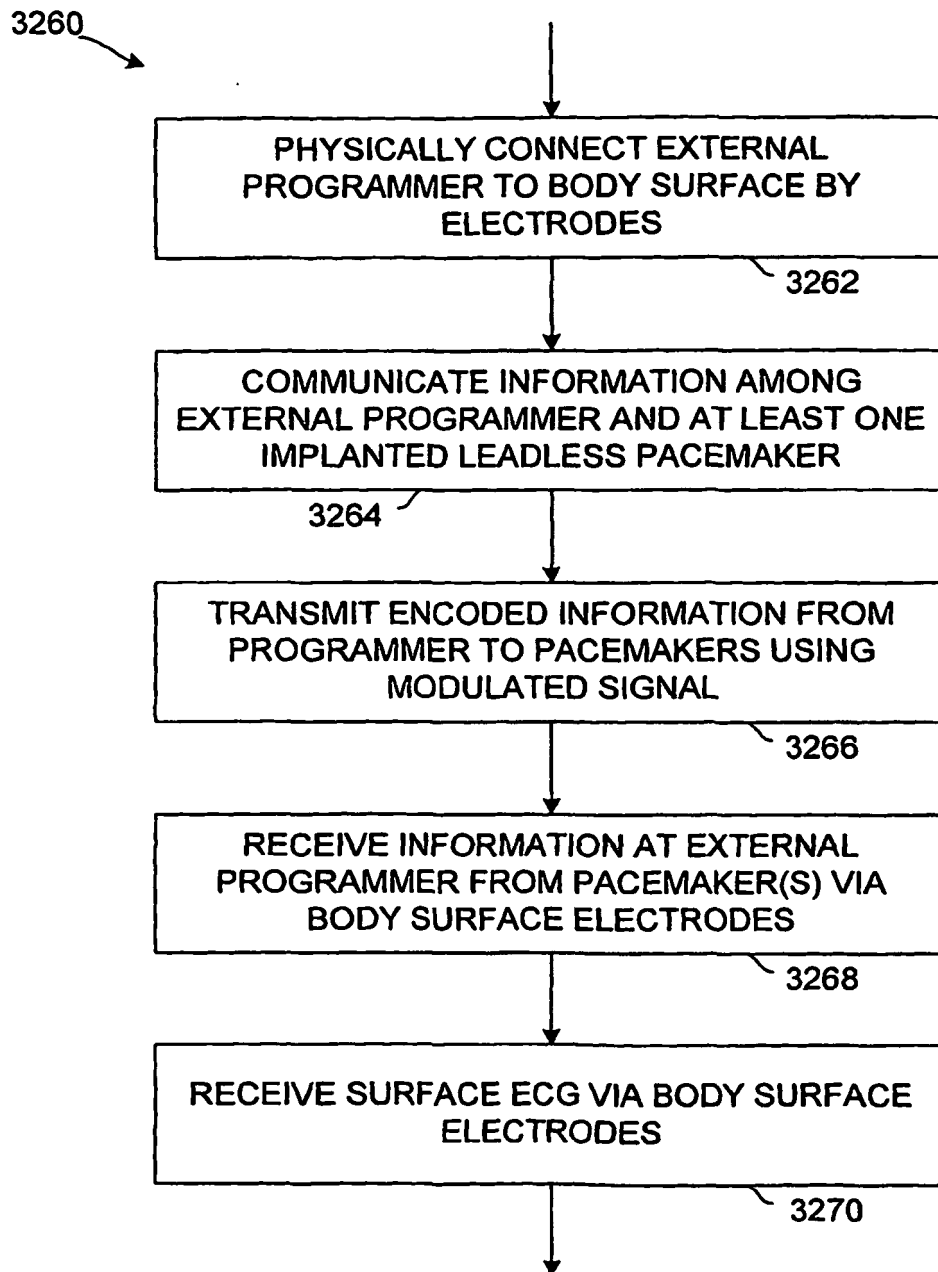 3260
PHYSICALLY CONNECT EXTERNAL
PROGRAMMER TO BODY SURFACE BY
ELECTRODES
3262
COMMUNICATE INFORMATION AMONG
EXTERNAL PROGRAMMER AND AT LEAST ONE
IMPLANTED LEADLESS PACEMAKER
3264
TRANSMIT ENCODED INFORMATION FROM
PROGRAMMER TO PACEMAKERS USING
MODULATED SIGNAL
3266
RECEIVE INFORMATION AT EXTERNAL
PROGRAMMER FROM PACEMAKER(S) VIA
BODY SURFACE ELECTRODES
3268
RECEIVE SURFACE ECG VIA BODY SURFACE
ELECTRODES
3270